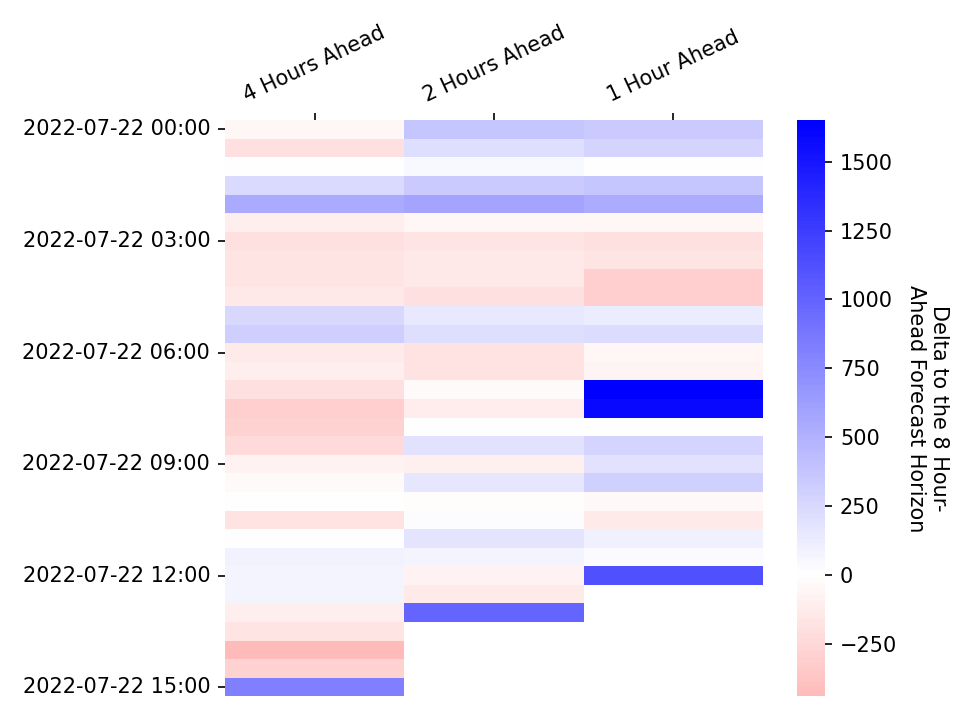 4 Hours Ahead
2 Hours Ahead
1 Hour Ahead
2022-07-22 00:00
2022-07-22 03:00
2022-07-22 06:00
2022-07-22 09:00
2022-07-22 12:00
2022-07-22 15:00
1500
1250
1000
750
500
250
0
−250
Delta to the 8 Hour-
Ahead Forecast Horizon